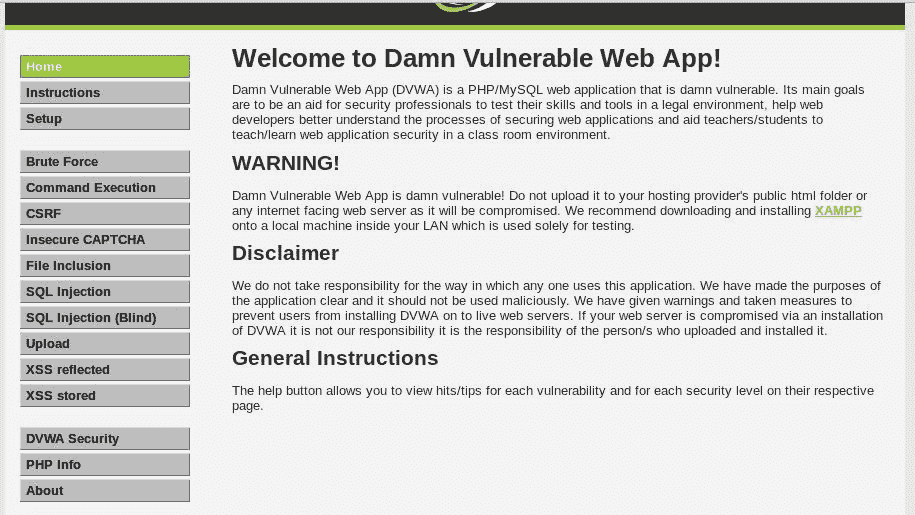 Home
Instructions
Setup
Brute Force
Command Execution
CSRF
Insecure CAPTCHA
File Inclusion
SQL Injection
SQL Injection (Blind)
Upload
XSS reflected
XSS stored
DVWA Security
PHP Info
About
Welcome to Damn Vulnerable Web App!
Damn Vulnerable Web App (DVWA) is a PHP/MySQL web application that is damn vulnerable. Its main goals
are to be an aid for security professionals to test their skills and tools in a legal environment, help web
developers better understand the processes of securing web applications and aid teachers/students to
teach/learn web application security in a class room environment.
WARNING!
Damn Vulnerable Web App is damn vulnerable! Do not upload it to your hosting provider's public html folder or
any internet facing web server as it will be compromised. We recommend downloading and installing XAMPP
onto a local machine inside your LAN which is used solely for testing.
Disclaimer
We do not take responsibility for the way in which any one uses this application. We have made the purposes of
the application clear and it should not be used maliciously. We have given warnings and taken measures to
prevent users from installing DVWA on to live web servers. If your web server is compromised via an installation
of DVWA it is not our responsibility it is the responsibility of the person/s who uploaded and installed it.
General Instructions
The help button allows you to view hits/tips for each vulnerability and for each security level on their respective
page.